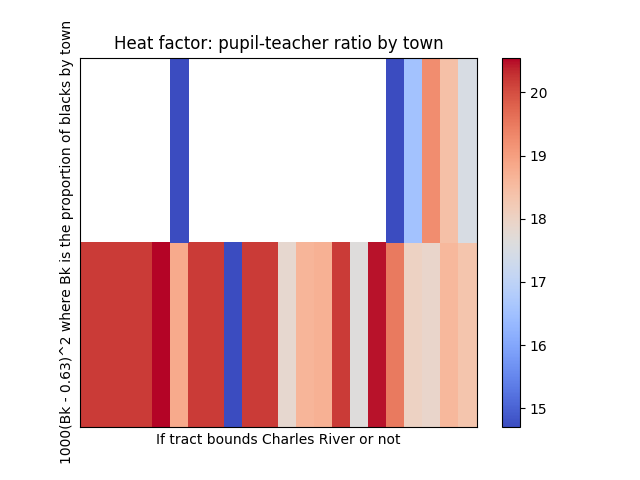 Heat factor: pupil-teacher ratio by town
1000(Bk - 0.63)^2 where Bk is the proportion of blacks by town
If tract bounds Charles River or not
20
19
18
17
16
15